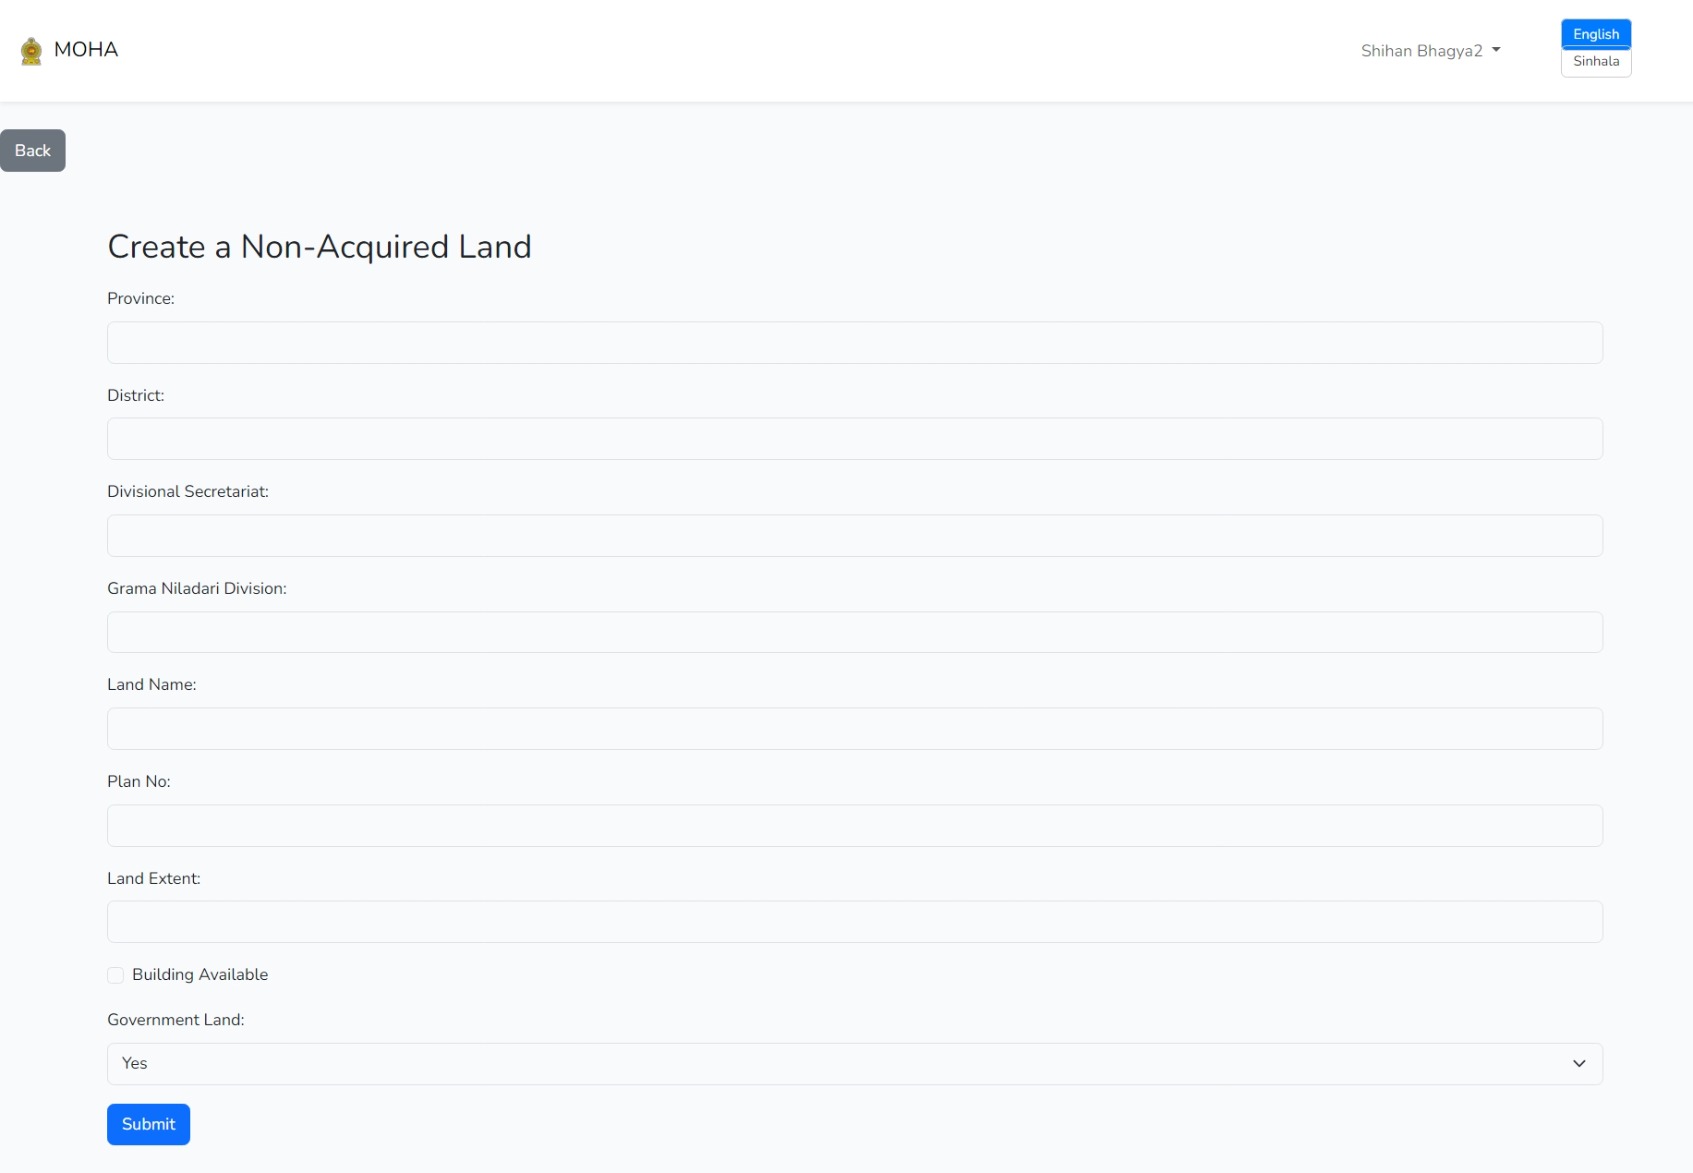 MOHA
Shihan Bhagya2
English
Sinhala
Back
Create a Non-Acquired Land
Province:
District:
Divisional Secretariat:
Grama Niladari Division:
Land Name:
Plan No:
Land Extent:
Building Available
Government Land:
Yes
Submit